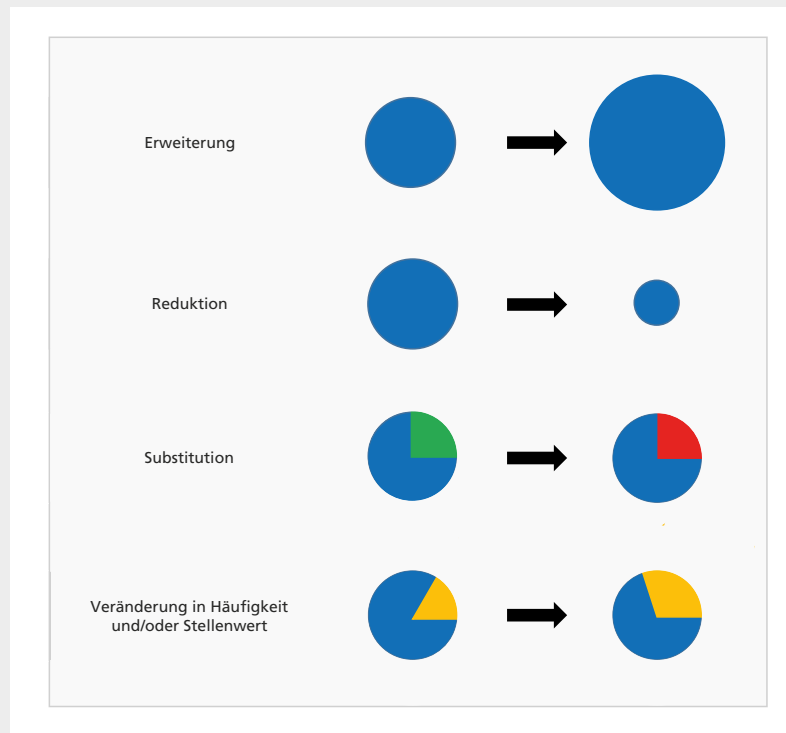 Erweiterung
Reduktion
Substitution
Veränderung in Häufigkeit
und/oder Stellenwert